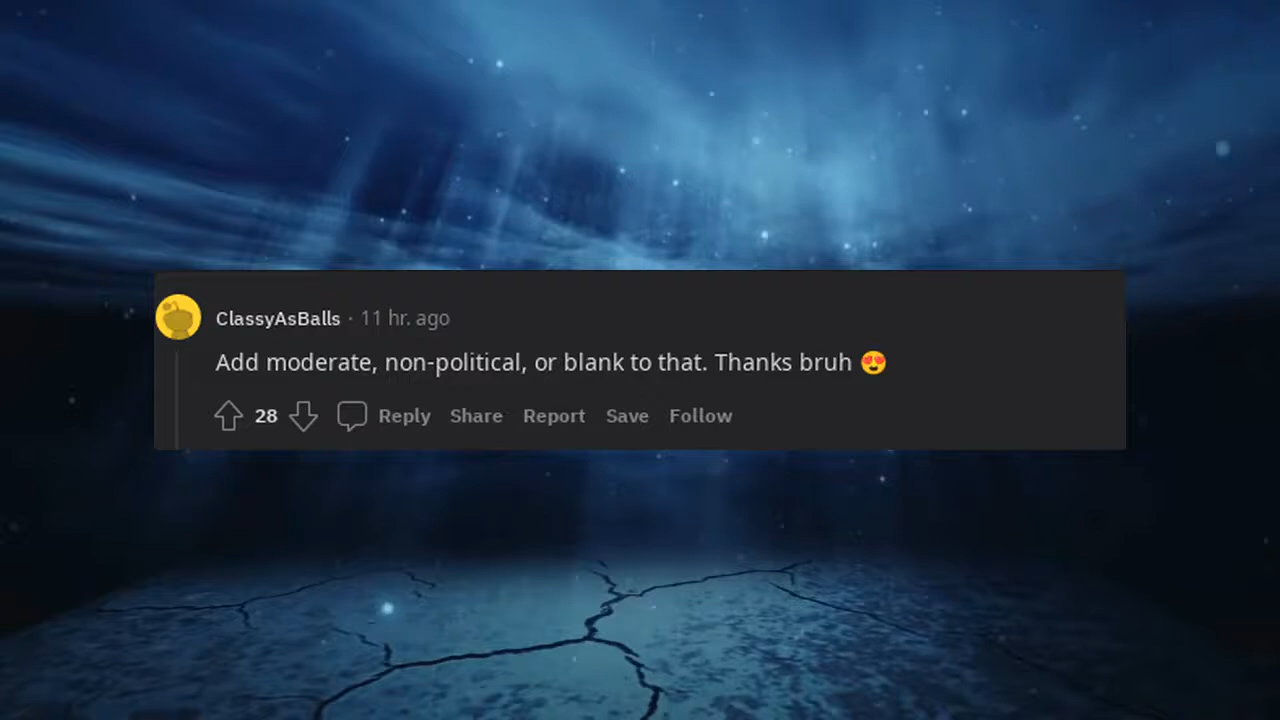 ClassyAsBalls · 11 hr. ago
Add moderate, non-political, or blank to that. Thanks bruh 😍
28 Reply Share Report Save Follow